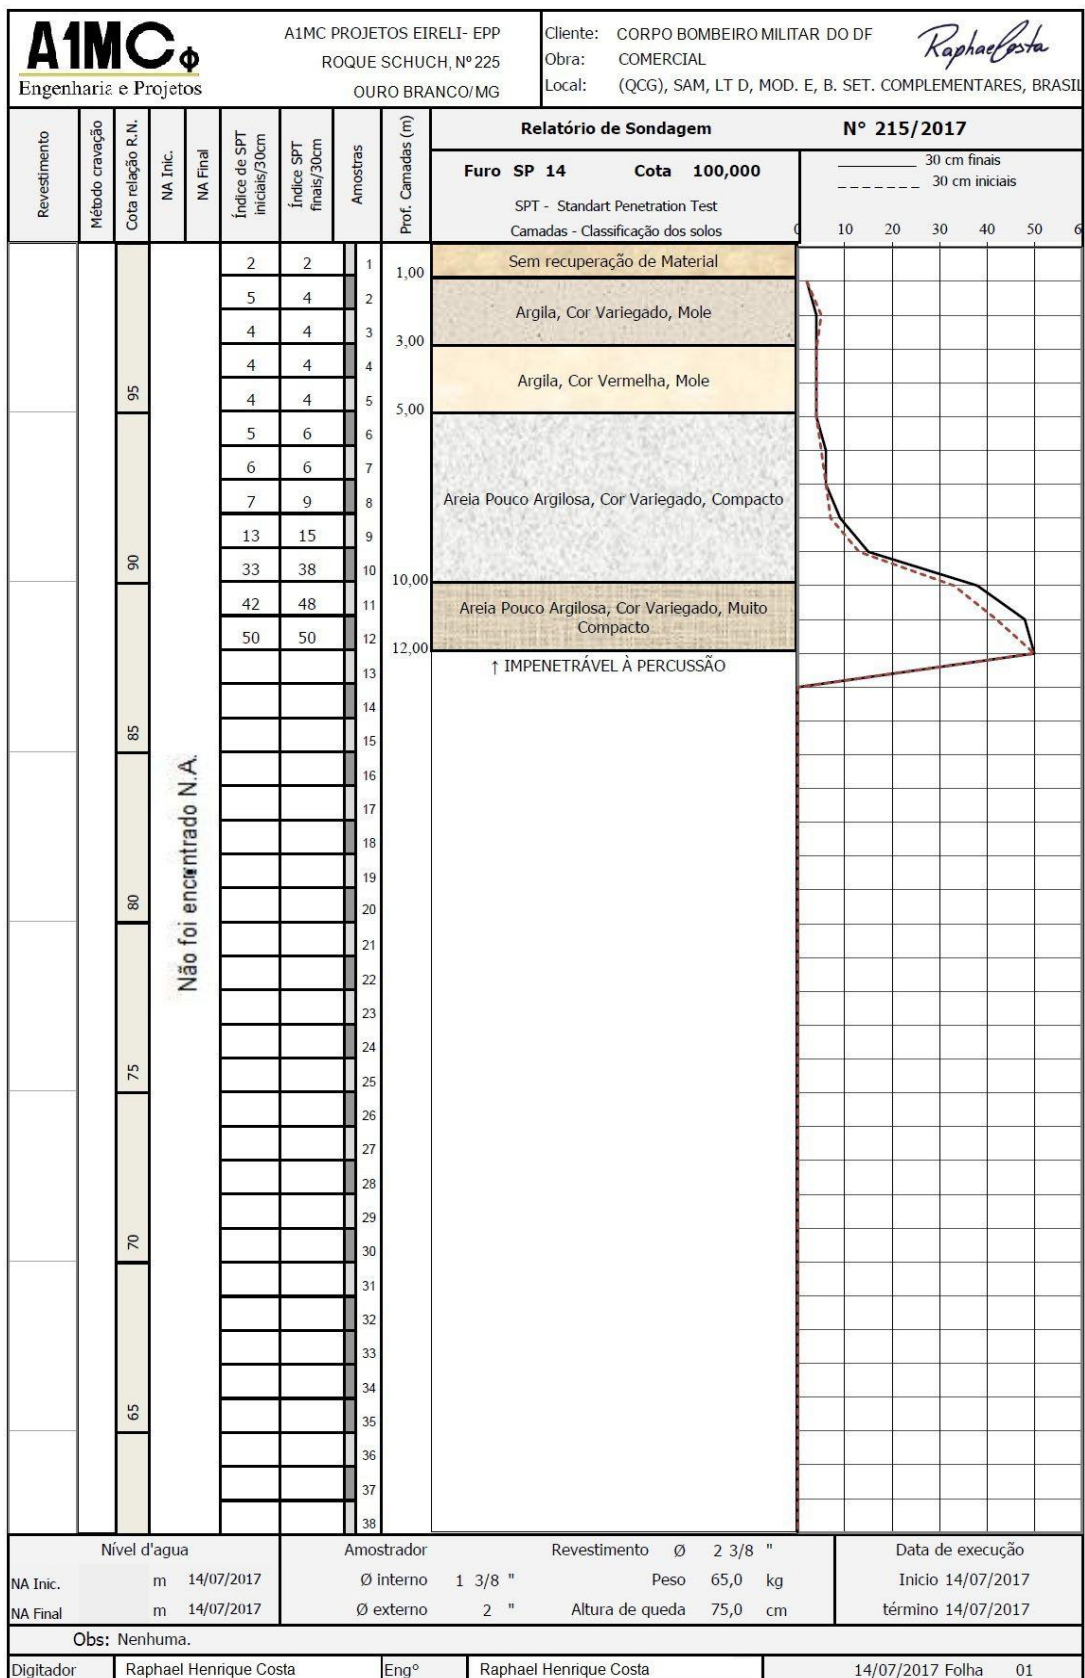 A1MC
Engenharia e Projetos
A1MC PROJETOS EIRELI- EPP
ROQUE SCHUCH, Nº 225
OURO BRANCO/MG
Cliente: CORPO BOMBEIRO MILITAR DO DF
Obra: COMERCIAL
Local: (QCG), SAM, LT D, MOD. E, B. SET. COMPLEMENTARES, BRASIL
Raphael Costa
Revestimento
Método cravação
Cota relação R.N.
NA Inic.
NA Final
Índice de SPT iniciais/30cm
Índice SPT finais/30cm
Amostras
Prof. Camadas (m)
Relatório de Sondagem N° 215/2017
Furo SP 14 Cota 100,000
SPT - Standart Penetration Test
Camadas - Classificação dos solos
30 cm finais
30 cm iniciais
0 10 20 30 40 50 6
2 2 1
1,00
Sem recuperação de Material
5 4 2
Argila, Cor Variegado, Mole
4 4 3
3,00
4 4 4
Argila, Cor Vermelha, Mole
95
4 4 5
5,00
5 6 6
6 6 7
7 9 8
Areia Pouco Argilosa, Cor Variegado, Compacto
13 15 9
90
33 38 10
10,00
42 48 11
Areia Pouco Argilosa, Cor Variegado, Muito
Compacto
50 50 12
12,00
↑ IMPENETRÁVEL À PERCUSSÃO
13
14
85
15
16
17
18
19
80
20
Não foi encontrado N.A.
21
22
23
24
75
25
26
27
28
29
70
30
31
32
33
34
65
35
36
37
38
Nível d'agua
NA Inic. m 14/07/2017
NA Final m 14/07/2017
Amostrador
Ø interno 1 3/8 "
Ø externo 2 "
Revestimento Ø 2 3/8 "
Peso 65,0 kg
Altura de queda 75,0 cm
Data de execução
Inicio 14/07/2017
término 14/07/2017
Obs: Nenhuma.
Digitador Raphael Henrique Costa Engº Raphael Henrique Costa 14/07/2017 Folha 01